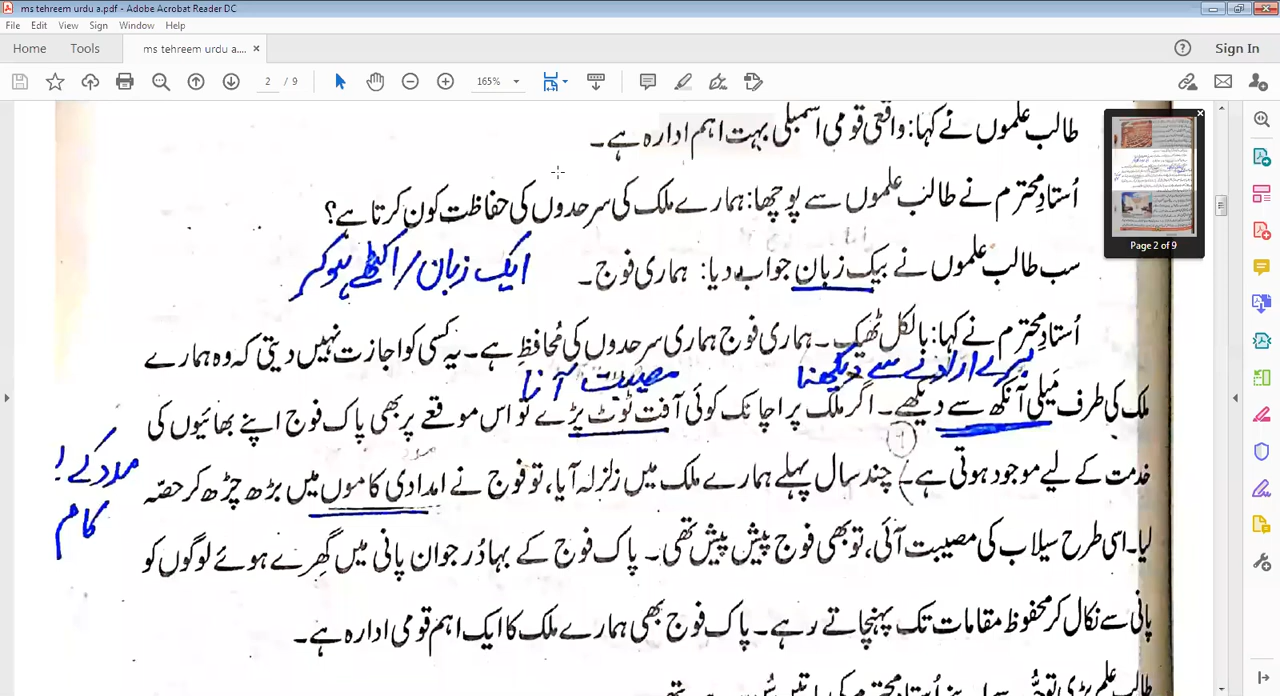 ms tehreem urdu a.pdf - Adobe Acrobat Reader DC
File Edit View Sign Window Help
Home Tools ms tehreem urdu a.... × Sign In
2 / 9 165%
طالب علموں نے کہا: واقعی قومی اسمبلی بہت اہم ادارہ ہے۔
اُستادِ محترم نے طالب علموں سے پوچھا: ہمارے ملک کی سرحدوں کی حفاظت کون کرتا ہے؟
سب طالب علموں نے بیک زبان جواب دیا: ہماری فوج۔
ایک زبان/اکٹھے ہو کر
اُستادِ محترم نے کہا: بالکل ٹھیک۔ ہماری فوج ہماری سرحدوں کی مُحافظ ہے۔ یہ کسی کو اجازت نہیں دیتی کہ وہ ہمارے
برے ارادے سے دیکھنا
مصیبت آنا
ملک کی طرف مَیلی آنکھ سے دیکھے۔ اگر ملک پر اچانک کوئی آفت ٹوٹ پڑے تو اس موقعے پر بھی پاک فوج اپنے بھائیوں کی
خدمت کے لیے موجود ہوتی ہے چند سال پہلے ہمارے ملک میں زلزلہ آیا، تو فوج نے امدادی کاموں میں بڑھ چڑھ کر حصّہ
مدد کے
کام
لیا۔ اسی طرح سیلاب کی مصیبت آئی، تو بھی فوج پیش پیش تھی۔ پاک فوج کے بہادُر جوان پانی میں گھِرے ہوئے لوگوں کو
پانی سے نکال کر محفوظ مقامات تک پہنچاتے رہے۔ پاک فوج بھی ہمارے ملک کا ایک اہم قومی ادارہ ہے۔
Page 2 of 9